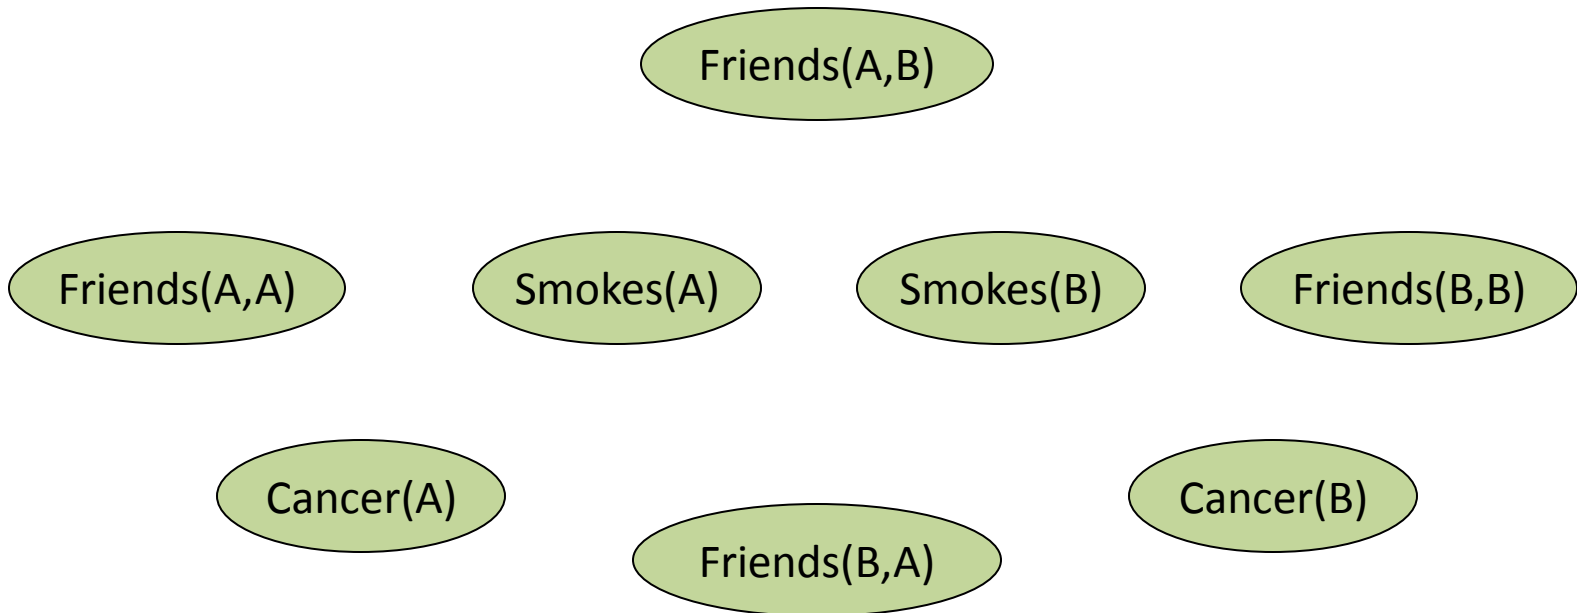 Friends(A,B)
Friends(A,A)
Smokes(A)
Smokes(B)
Friends(B,B)
Cancer(A)
Cancer(B)
Friends(B,A)